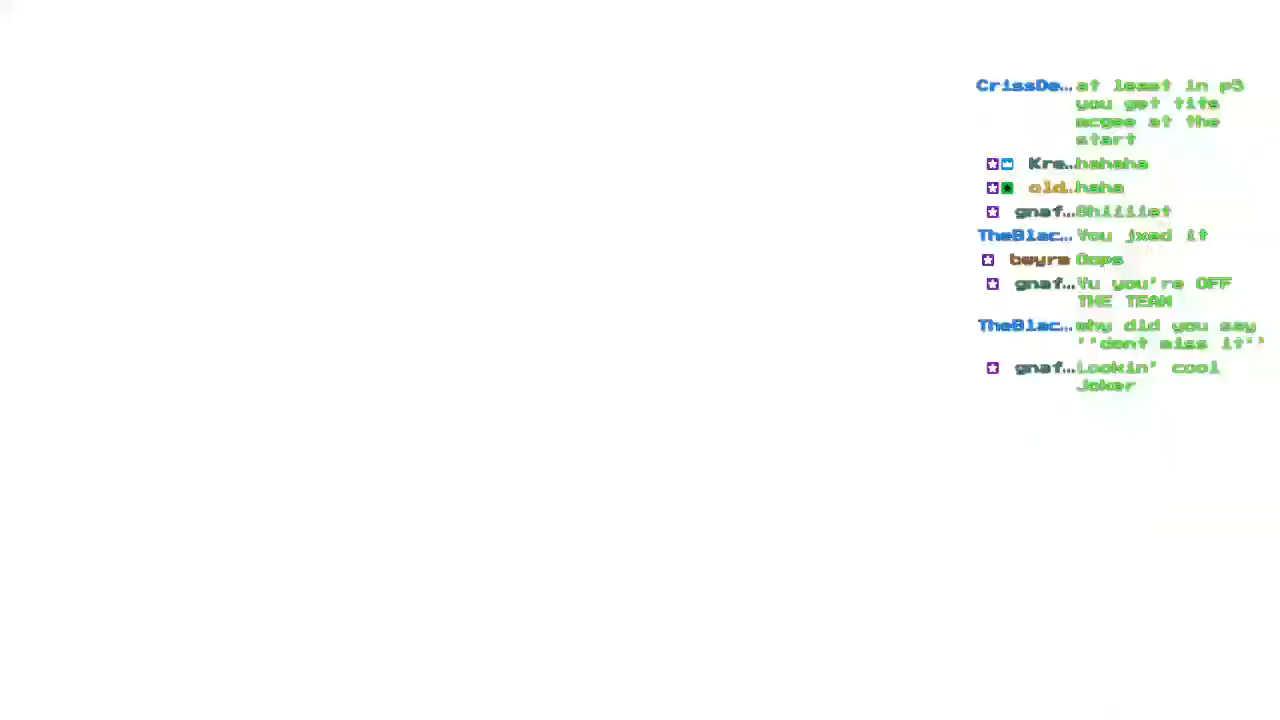 CrissDe… at least in p5
you get tits
mcgee at the
start
Kre… hahaha
old… haha
gnaf… Shiiiiet
TheBlac… You jxed it
beyra Oops
gnaf… Yu you're OFF
THE TEAM
TheBlac… why did you say
''dont miss it''
gnaf… Lookin' cool
Joker